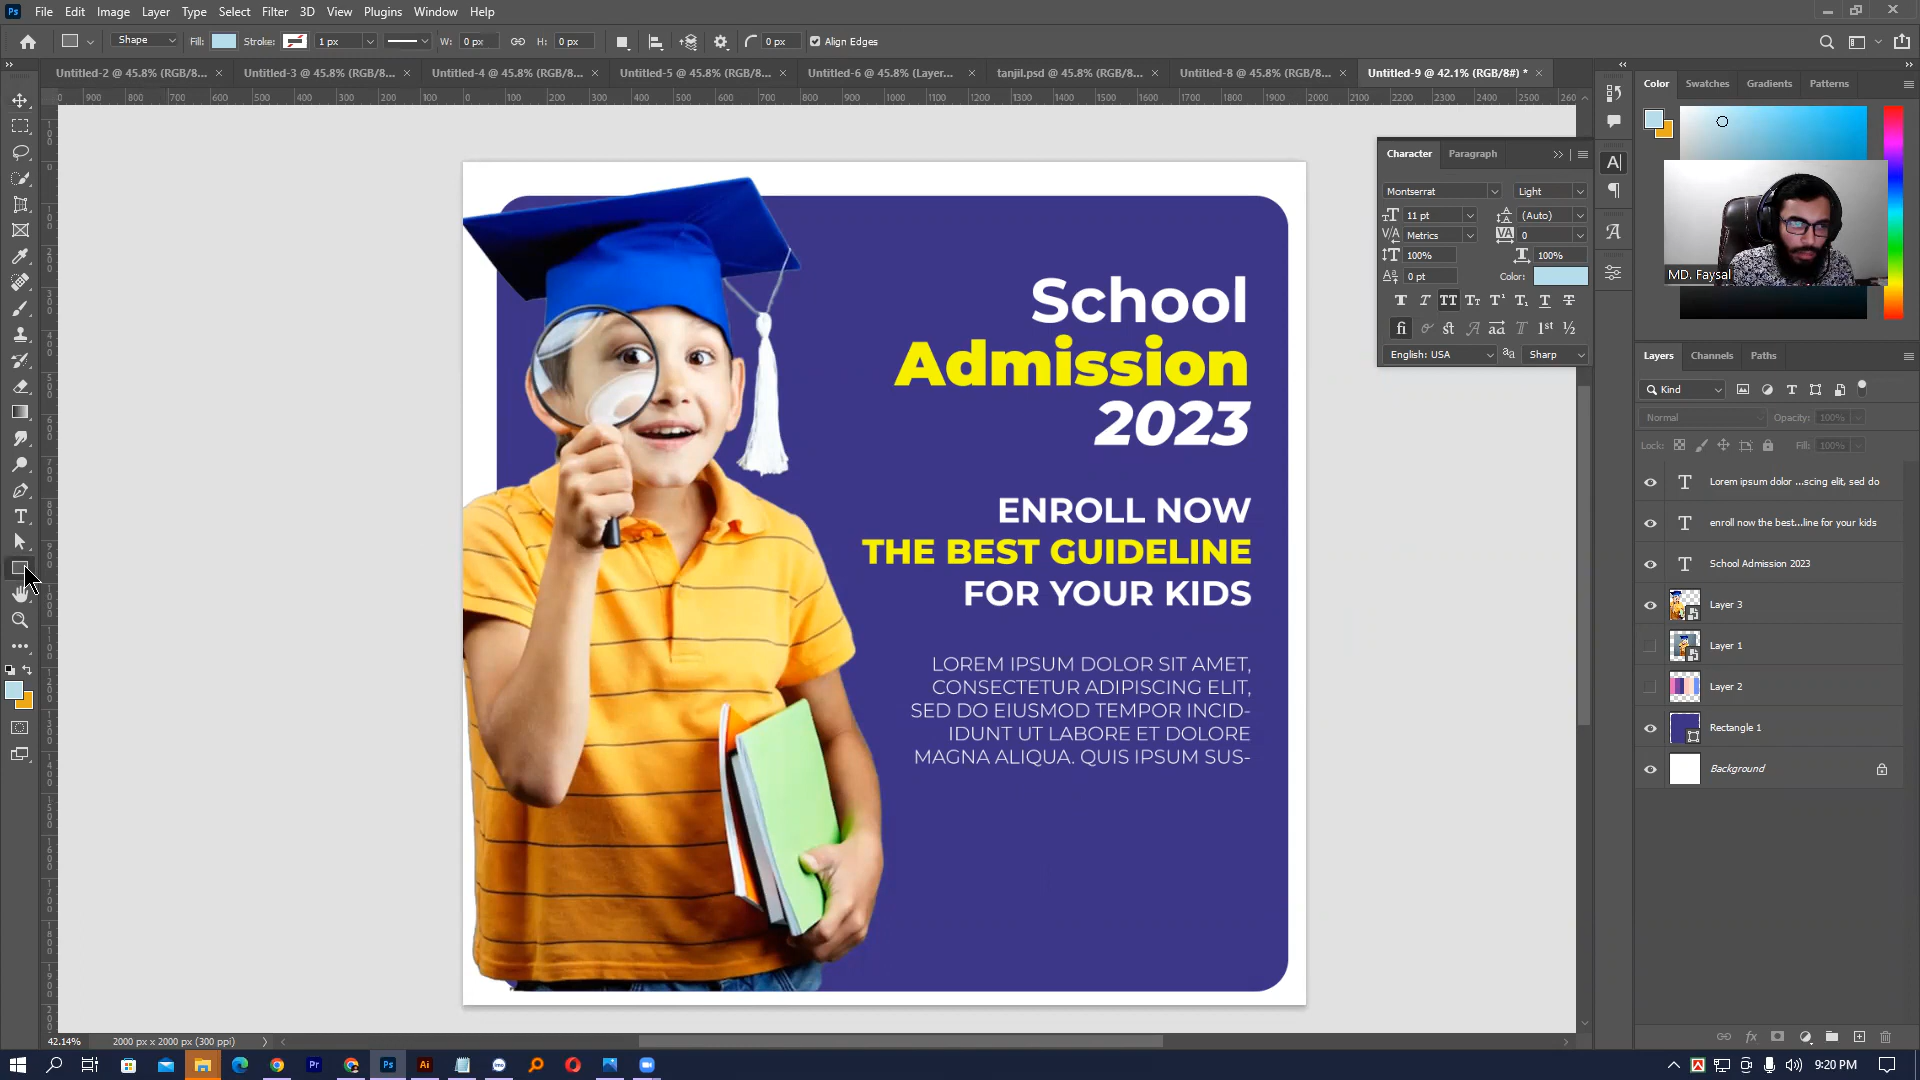 Ps File Edit Image Layer Type Select Filter 3D View Plugins Window Help
Shape Fill: Stroke: 1 px W: 0 px H: 0 px 0 px Align Edges
Untitled-2 @ 45.8% (RGB/8... × Untitled-3 @ 45.8% (RGB/8... × Untitled-4 @ 45.8% (RGB/8... × Untitled-5 @ 45.8% (RGB/8... × Untitled-6 @ 45.8% (Layer... × tanjil.psd @ 45.8% (RGB/8... × Untitled-8 @ 45.8% (RGB/8... × Untitled-9 @ 42.1% (RGB/8#) * ×
Color Swatches Gradients Patterns
MD. Faysal
Character Paragraph
Montserrat Light
11 pt (Auto)
Metrics 0
100% 100%
0 pt Color:
English: USA Sharp
School
Admission
2023
ENROLL NOW
THE BEST GUIDELINE
FOR YOUR KIDS
LOREM IPSUM DOLOR SIT AMET,
CONSECTETUR ADIPISCING ELIT,
SED DO EIUSMOD TEMPOR INCID-
IDUNT UT LABORE ET DOLORE
MAGNA ALIQUA. QUIS IPSUM SUS-
Layers Channels Paths
Kind
Normal Opacity: 100%
Lock: Fill: 100%
Lorem ipsum dolor ...scing elit, sed do
enroll now the best...line for your kids
School Admission 2023
Layer 3
Layer 1
Layer 2
Rectangle 1
Background
42.14% 2000 px x 2000 px (300 ppi)
Pr Ps Ai 9:20 PM